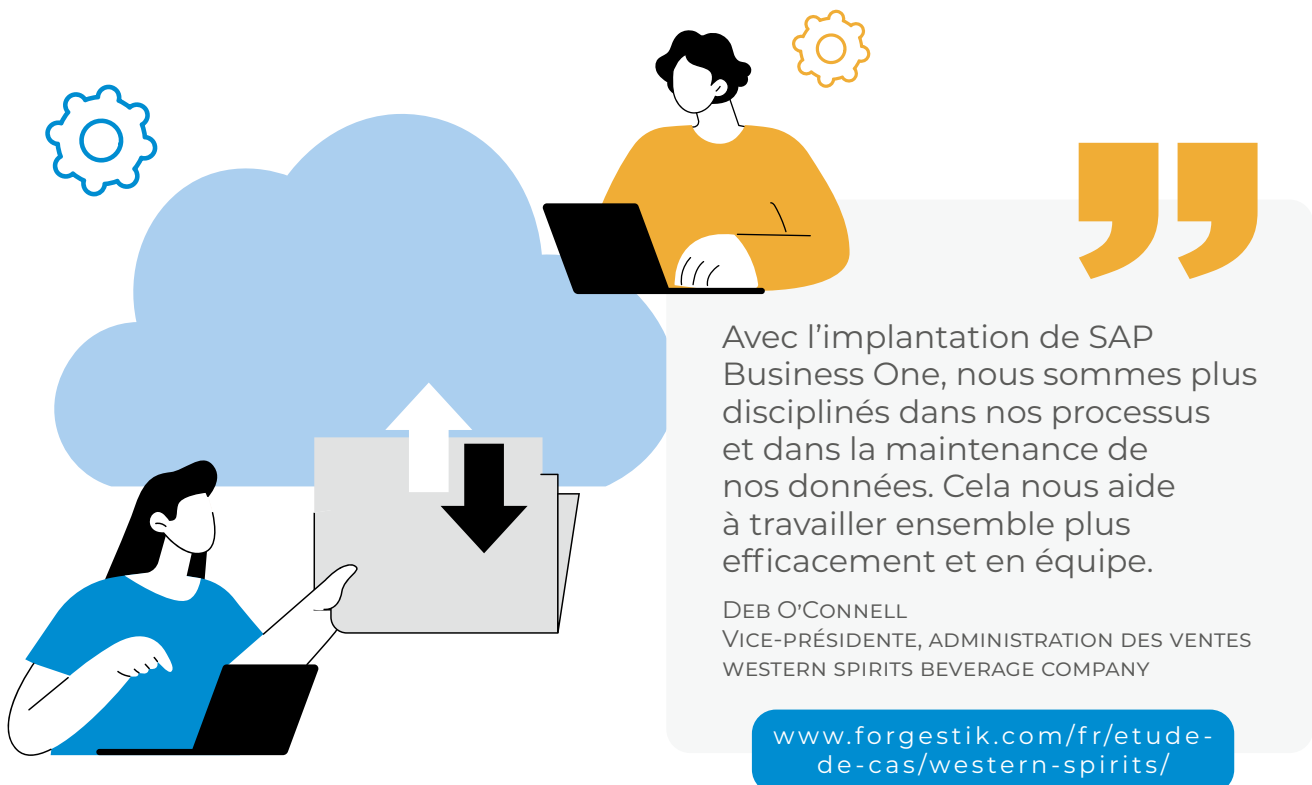 Avec l’implantation de SAP
Business One, nous sommes plus
disciplinés dans nos processus
et dans la maintenance de
nos données. Cela nous aide
à travailler ensemble plus
efficacement et en équipe.
Deb O’Connell
Vice-présidente, administration des ventes
western spirits beverage company
www.forgestik.com/fr/etude-
de-cas/western-spirits/